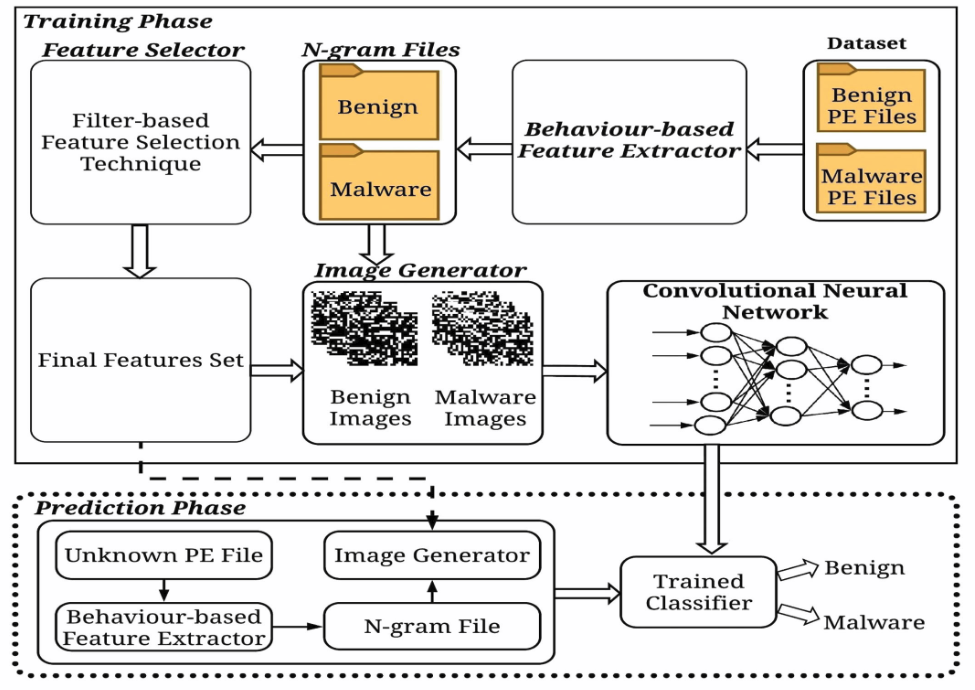 Training Phase
Feature Selector
N-gram Files
Dataset
Filter-based
Feature Selection
Technique
Benign
Malware
Behaviour-based
Feature Extractor
Benign
PE Files
Malware
PE Files
Final Features Set
Image Generator
Benign
Images
Malware
Images
Convolutional Neural
Network
Prediction Phase
Unknown PE File
Behaviour-based
Feature Extractor
Image Generator
N-gram File
Trained
Classifier
Benign
Malware